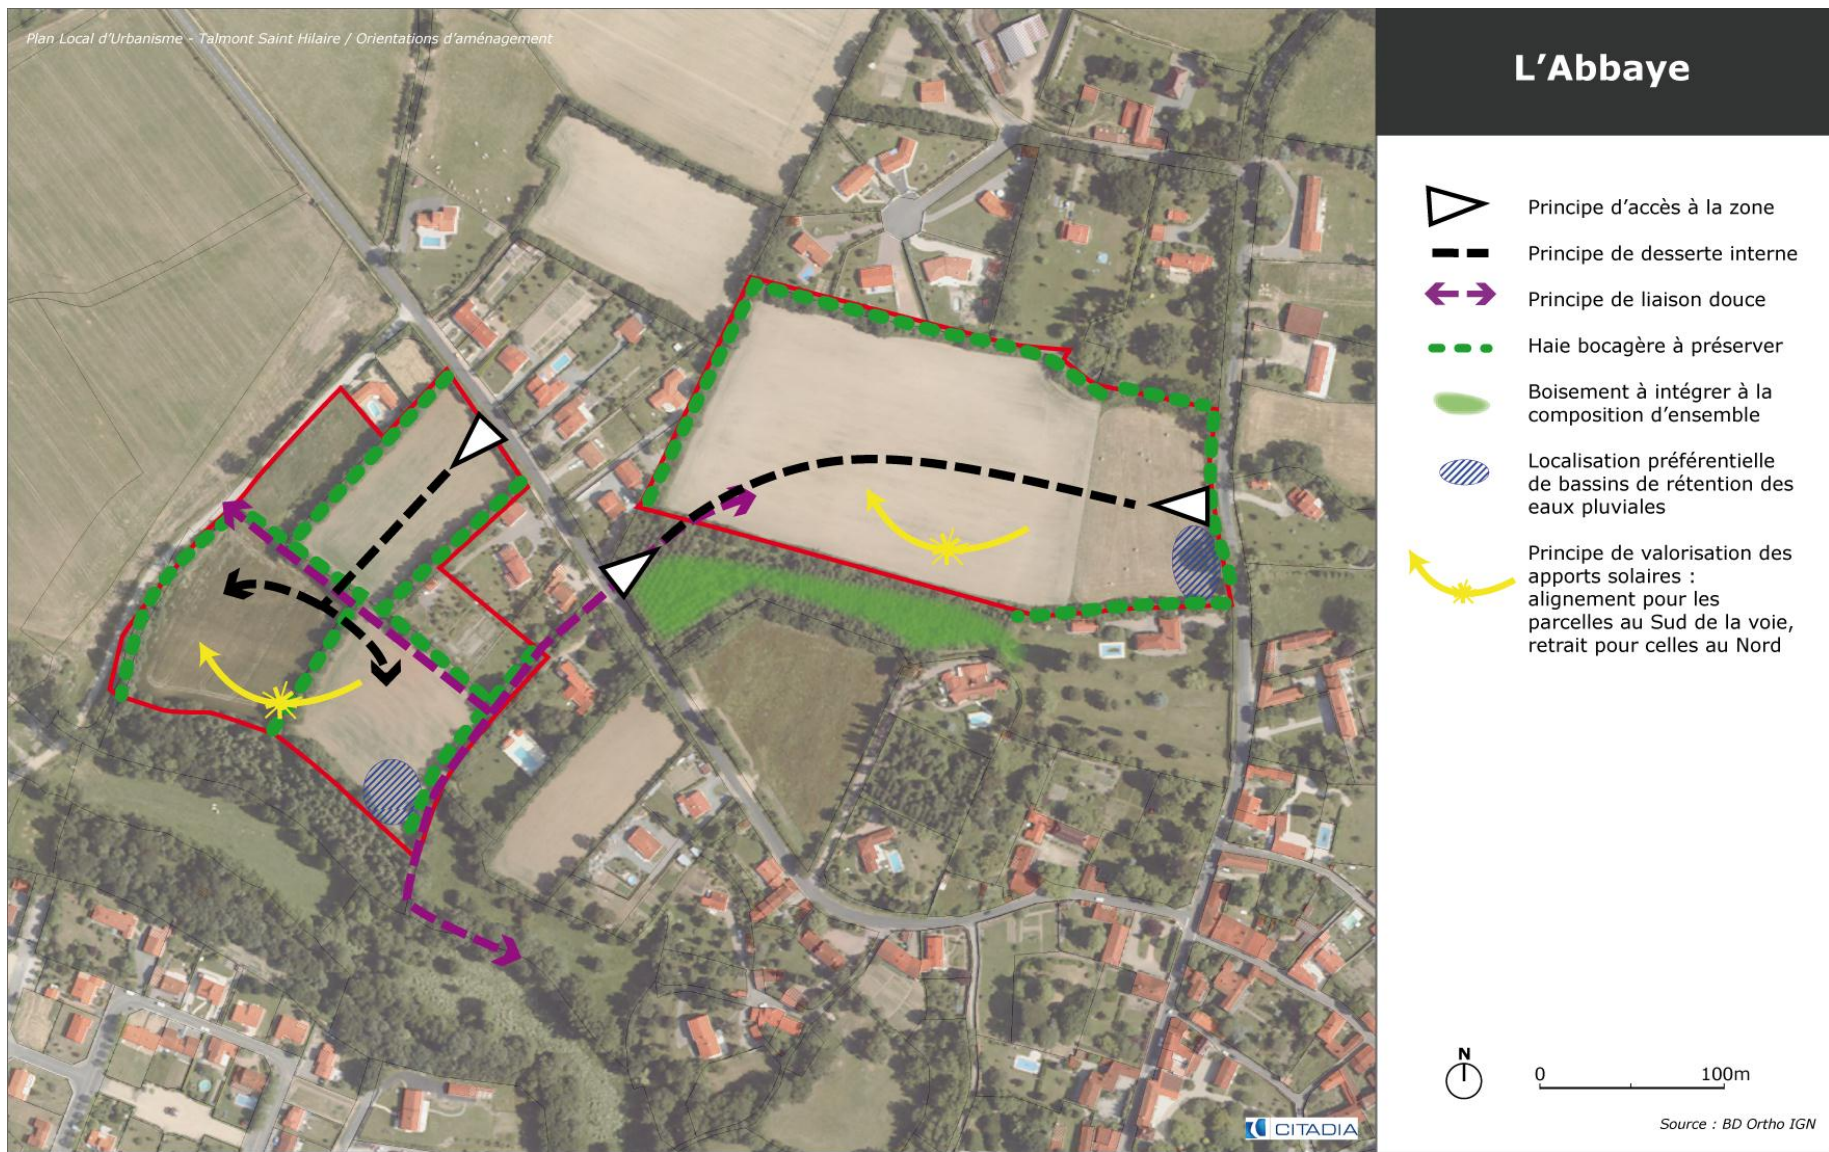 Plan Local d'Urbanisme - Talmont Saint Hilaire / Orientations d'aménagement
L'Abbaye
Principe d'accès à la zone
Principe de desserte interne
Principe de liaison douce
Haie bocagère à préserver
Boisement à intégrer à la
composition d'ensemble
Localisation préférentielle
de bassins de rétention des
eaux pluviales
Principe de valorisation des
apports solaires :
alignement pour les
parcelles au Sud de la voie,
retrait pour celles au Nord
N
0 100m
Source : BD Ortho IGN
CITADIA